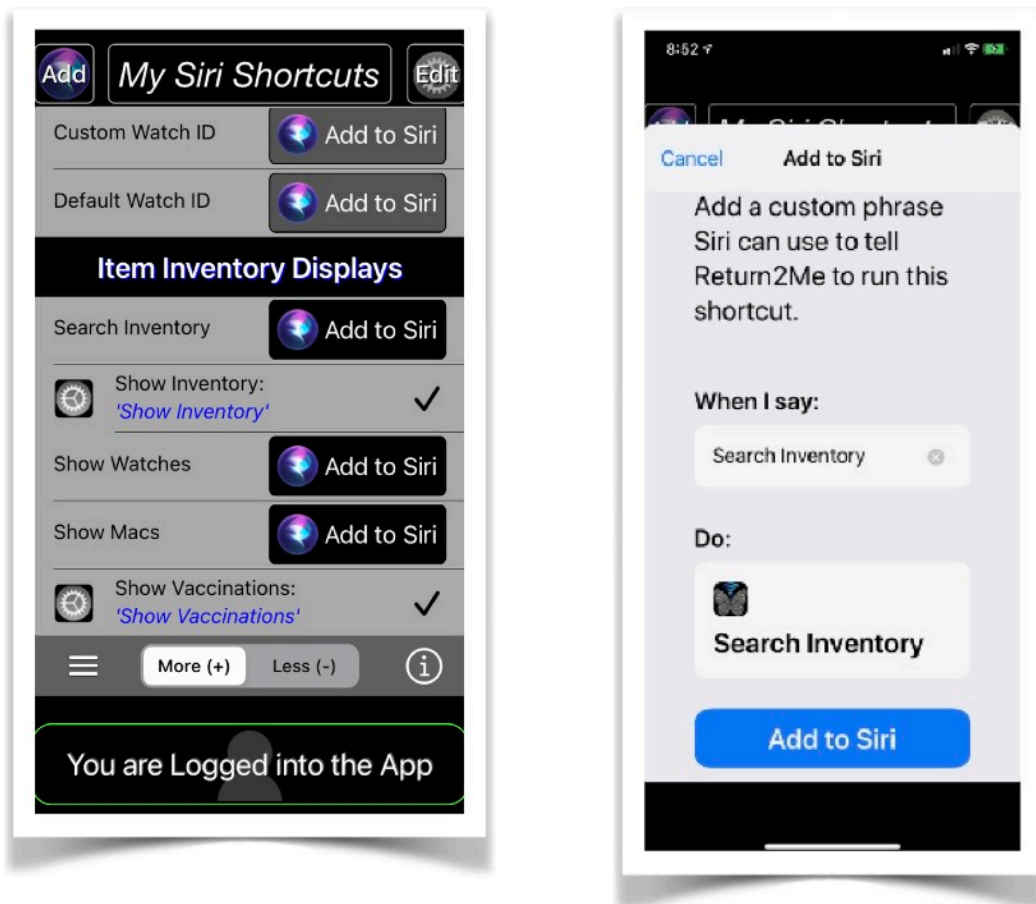 Add
My Siri Shortcuts
Edit
Custom Watch ID
Add to Siri
Default Watch ID
Add to Siri
Item Inventory Displays
Search Inventory
Add to Siri
Show Inventory:
'Show Inventory'
Show Watches
Add to Siri
Show Macs
Add to Siri
Show Vaccinations:
'Show Vaccinations'
More (+)
Less (-)
You are Logged into the App
8:52
Cancel
Add to Siri
Add a custom phrase
Siri can use to tell
Return2Me to run this
shortcut.
When I say:
Search Inventory
Do:
Search Inventory
Add to Siri